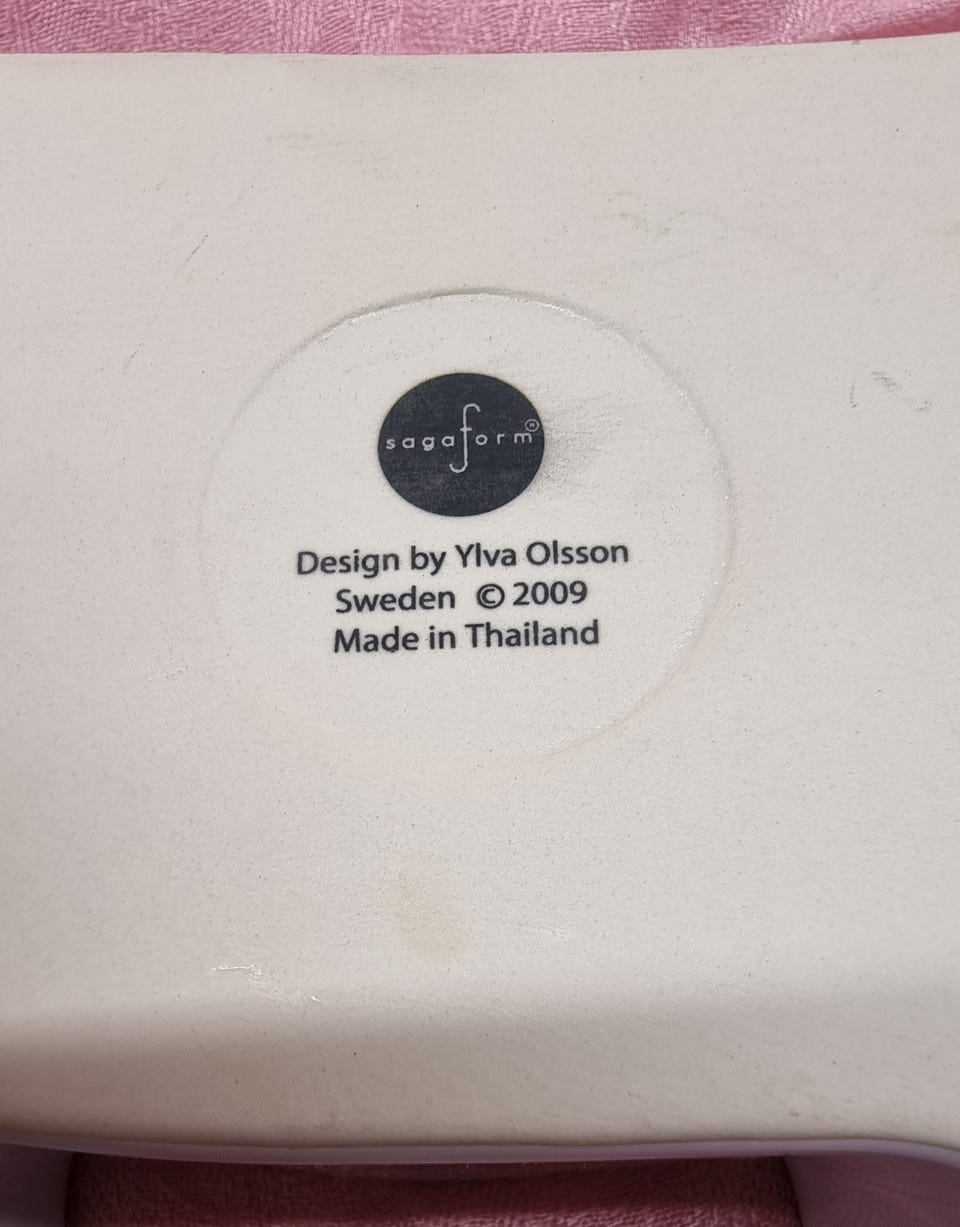 sagaform
Design by Ylva Olsson
Sweden © 2009
Made in Thailand